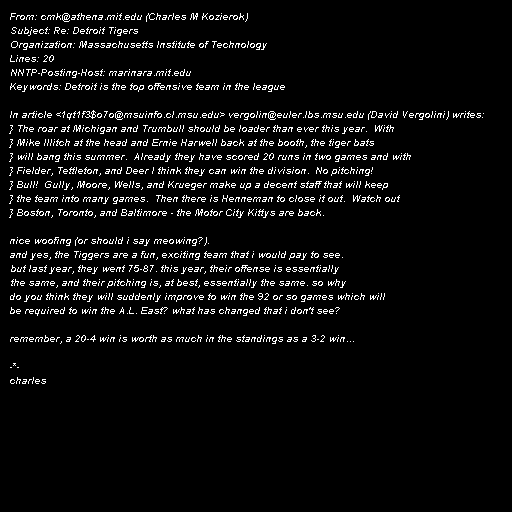 From: cmk@athena.mit.edu (Charles M Kozierok)
Subject: Re: Detroit Tigers
Organization: Massachusetts Institute of Technology
Lines: 20
NNTP-Posting-Host: marinara.mit.edu
Keywords: Detroit is the top offensive team in the league

In article <1qt1f3$o7o@msuinfo.cl.msu.edu> vergolin@euler.lbs.msu.edu (David Vergolini) writes:
} The roar at Michigan and Trumbull should be loader than ever this year.  With
} Mike Illitch at the head and Ernie Harwell back at the booth, the tiger bats
} will bang this summer.  Already they have scored 20 runs in two games and with
} Fielder, Tettleton, and Deer I think they can win the division.  No pitching!
} Bull!  Gully, Moore, Wells, and Krueger make up a decent staff that will keep
} the team into many games.  Then there is Henneman to close it out.  Watch out
} Boston, Toronto, and Baltimore - the Motor City Kittys are back.

nice woofing (or should i say meowing?).
and yes, the Tiggers are a fun, exciting team that i would pay to see.
but last year, they went 75-87. this year, their offense is essentially
the same, and their pitching is, at best, essentially the same. so why
do you think they will suddenly improve to win the 92 or so games which will
be required to win the A.L. East? what has changed that i don't see?

remember, a 20-4 win is worth as much in the standings as a 3-2 win...

-*-
charles